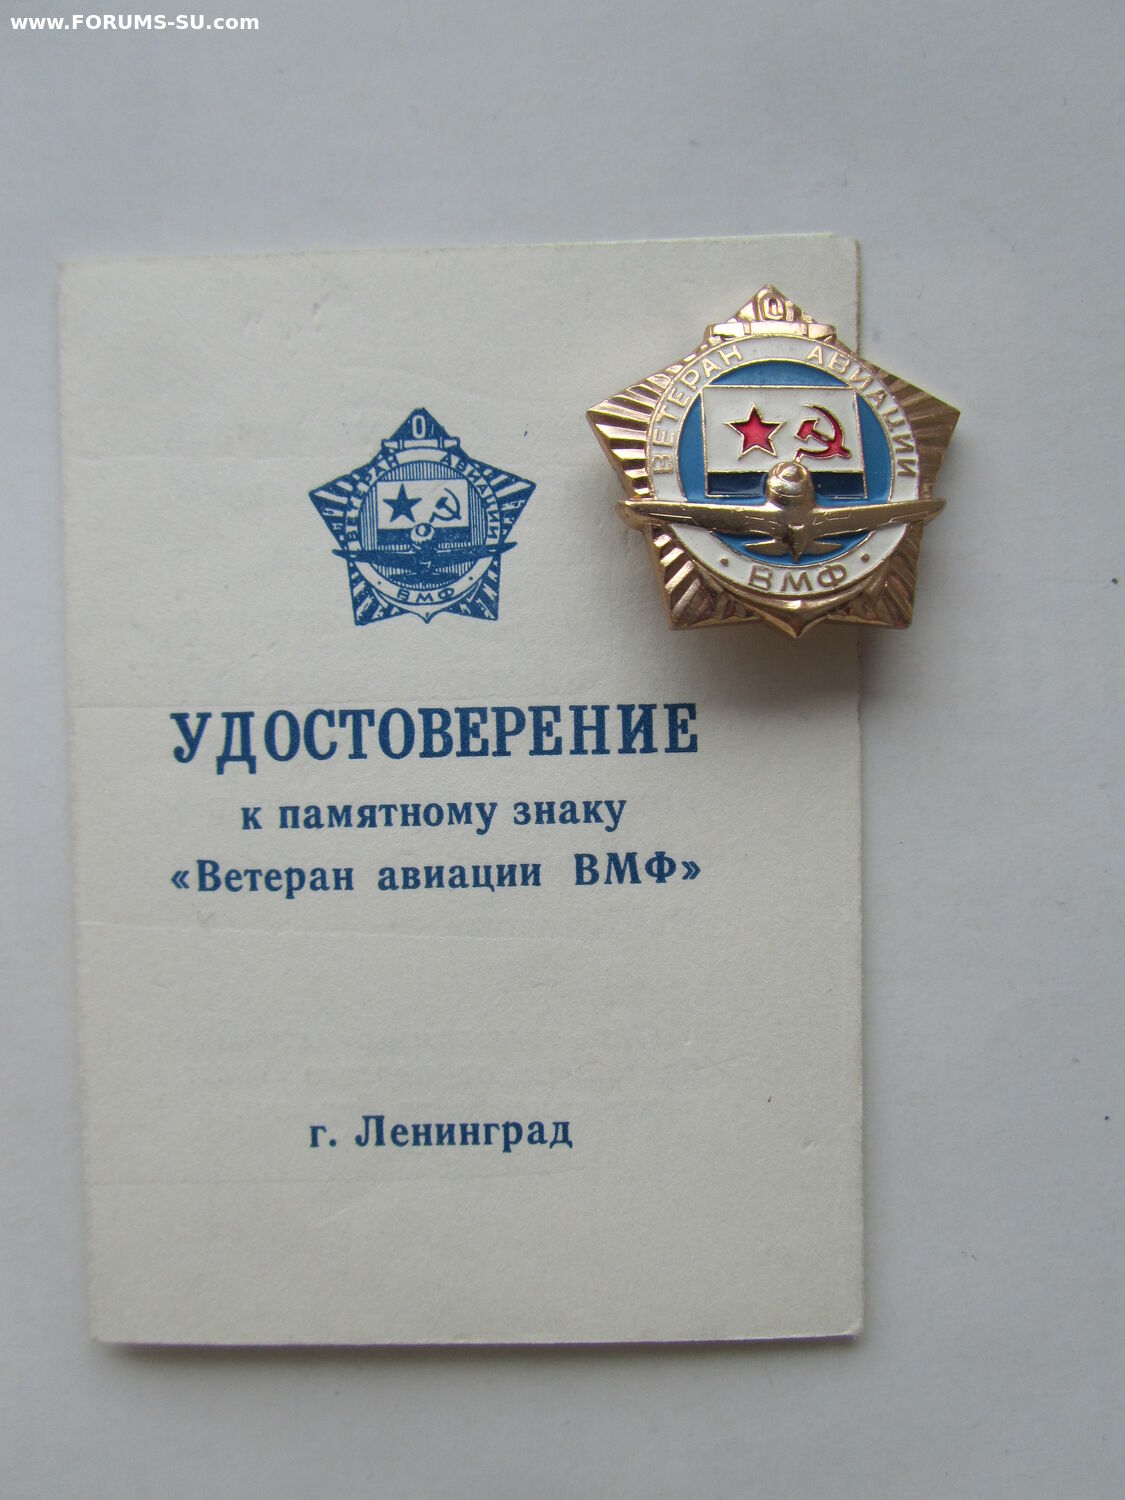 www.FORUMS-SU.com
ВЕТЕРАН АВИАЦИИ
ВМФ
ВЕТЕРАН АВИАЦИИ
ВМФ
УДОСТОВЕРЕНИЕ
к памятному знаку
«Ветеран авиации ВМФ»
г. Ленинград